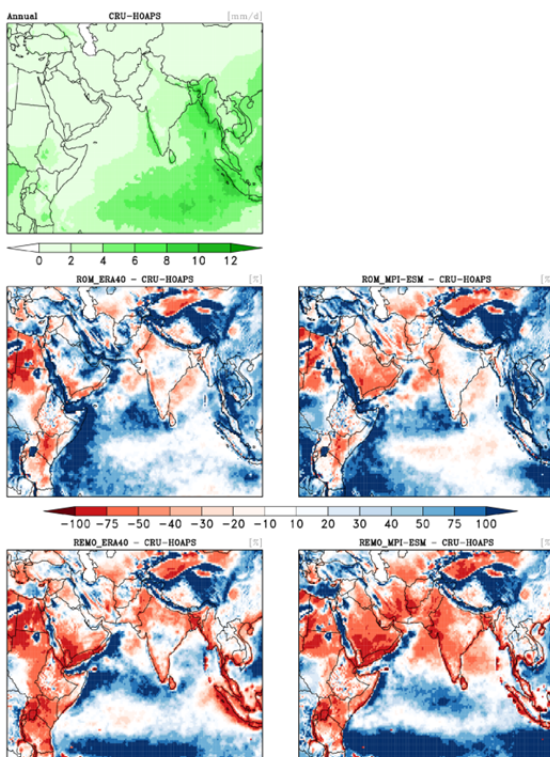 Annual CRU-HOAPS [mm/d]
0 2 4 6 8 10 12
ROM_ERA40 - CRU-HOAPS [%]
ROM_MPI-ESM - CRU-HOAPS [%]
-100 -75 -50 -40 -30 -20 -10 10 20 30 40 50 75 100
REMO_ERA40 - CRU-HOAPS [%]
REMO_MPI-ESM - CRU-HOAPS [%]